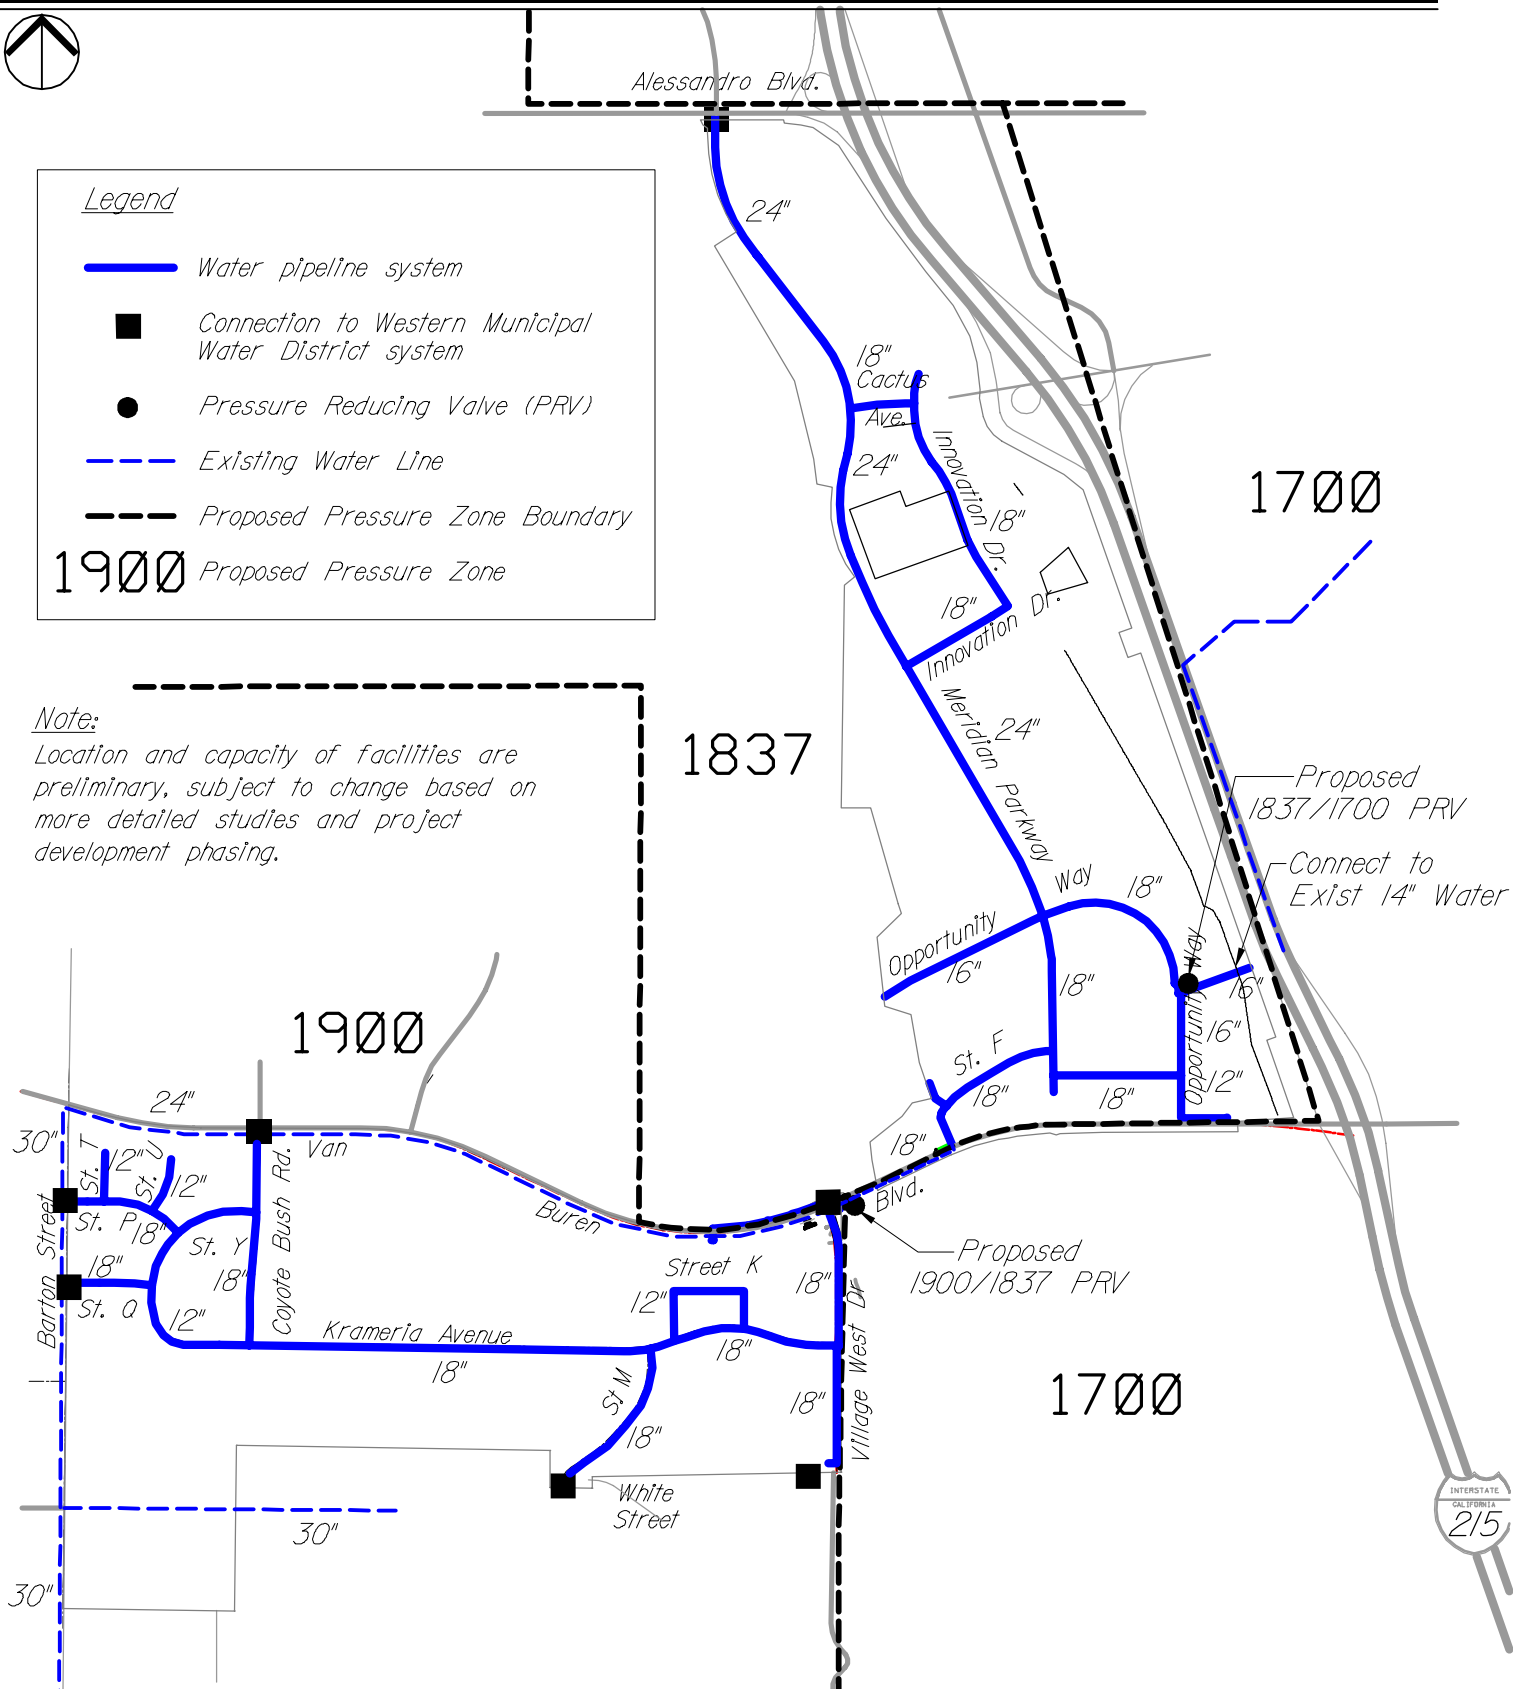 Alessandro Blvd.
Legend
Water pipeline system
Connection to Western Municipal
Water District system
Pressure Reducing Valve (PRV)
Existing Water Line
Proposed Pressure Zone Boundary
1900 Proposed Pressure Zone
Note:
Location and capacity of facilities are
preliminary, subject to change based on
more detailed studies and project
development phasing.
24"
18"
Cactus
Ave.
24"
Innovation Dr.
18"
18"
Innovation Dr.
Meridian Parkway
24"
1837
1700
Proposed
1837/1700 PRV
Connect to
Exist 14" Water
Way
18"
Opportunity
16"
18"
Opportunity Way
16"
16"
12"
St. F
18"
18"
18"
1900
24"
30"
St. T
12"
St. U
12"
Van
Buren
Blvd.
Barton Street
St. P
18"
St. Y
18"
Coyote Bush Rd.
18"
St. Q
12"
Krameria Avenue
18"
Street K
12"
18"
18"
Village West Dr
18"
Proposed
1900/1837 PRV
1700
St M
18"
White
Street
30"
30"
INTERSTATE
CALIFORNIA
215